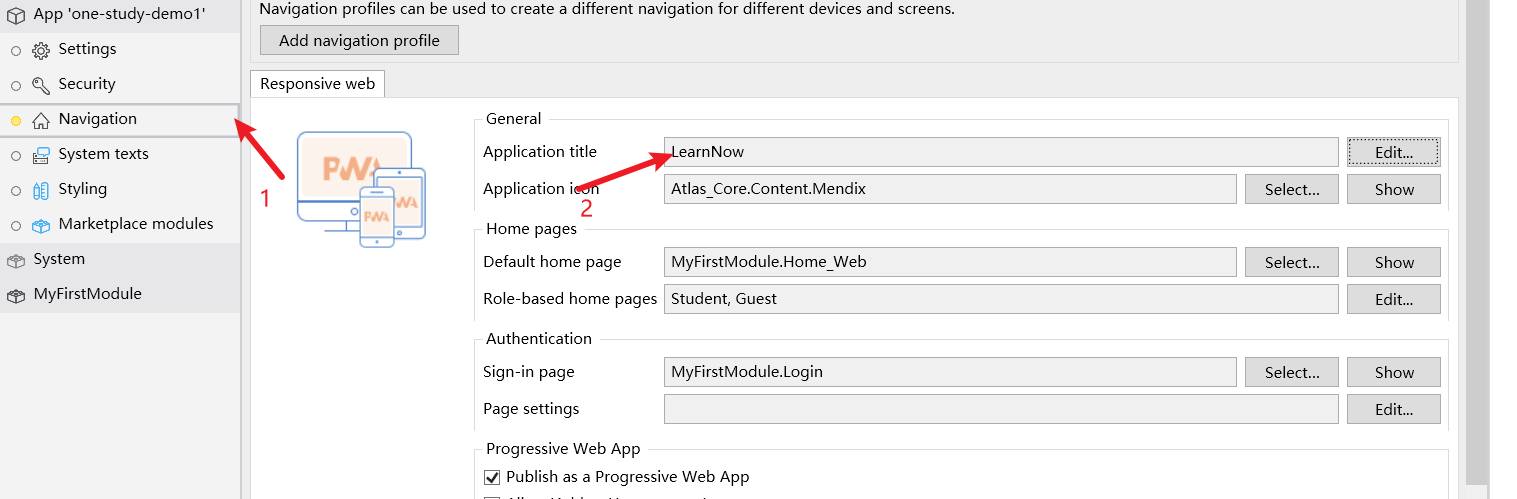 App 'one-study-demo1'
Settings
Security
Navigation
System texts
Styling
Marketplace modules
System
MyFirstModule
1
Navigation profiles can be used to create a different navigation for different devices and screens.
Add navigation profile
Responsive web
PWA
PWA
PWA
General
Application title LearnNow Edit...
Application icon Atlas_Core.Content.Mendix Select... Show
2
Home pages
Default home page MyFirstModule.Home_Web Select... Show
Role-based home pages Student, Guest Edit...
Authentication
Sign-in page MyFirstModule.Login Select... Show
Page settings Edit...
Progressive Web App
Publish as a Progressive Web App